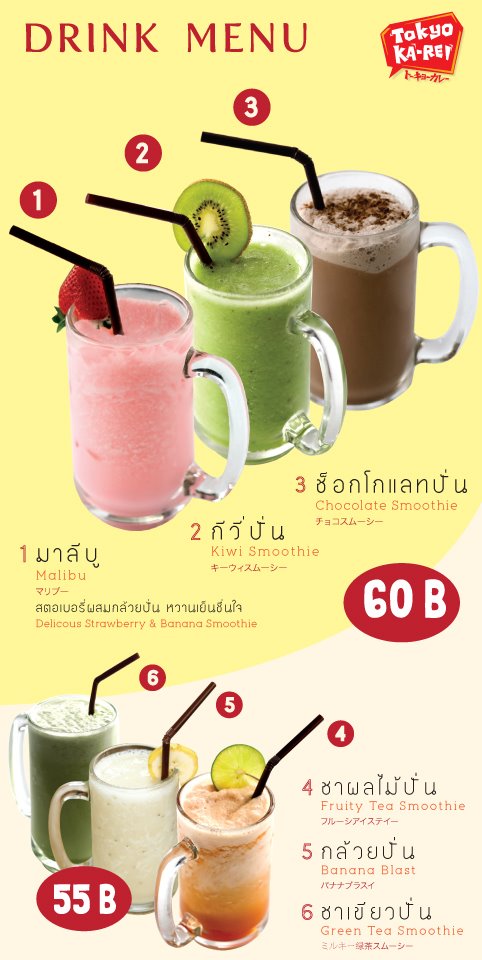 DRINK MENU
Tokyo
KA-REI
トーキョーカレー
3
2
1
3 ช็อกโกแลทปั่น
Chocolate Smoothie
チョコスムージー
2 กีวี่ปั่น
Kiwi Smoothie
キーウィスムージー
1 มาลีบู
Malibu
マリブー
สตอเบอรี่ผสมกล้วยปั่น หวานเย็นชื่นใจ
Delicous Strawberry & Banana Smoothie
60 B
6
5
4
4 ชาผลไม้ปั่น
Fruity Tea Smoothie
フルーシアイスティー
5 กล้วยปั่น
Banana Blast
バナナブラスイ
6 ชาเขียวปั่น
Green Tea Smoothie
ミルキー緑茶スムージー
55 B